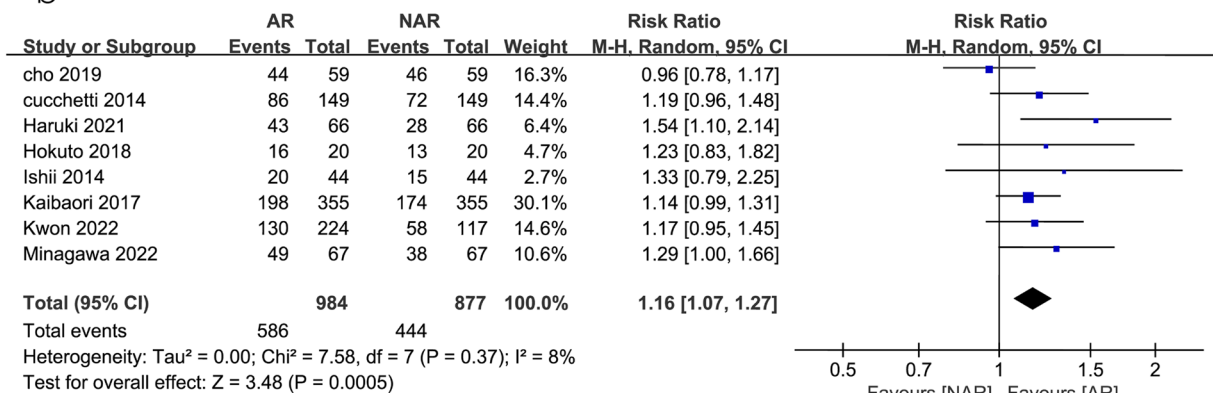 AR NAR Risk Ratio Risk Ratio
Study or Subgroup Events Total Events Total Weight M-H, Random, 95% CI M-H, Random, 95% CI
cho 2019 44 59 46 59 16.3% 0.96 [0.78, 1.17]
cucchetti 2014 86 149 72 149 14.4% 1.19 [0.96, 1.48]
Haruki 2021 43 66 28 66 6.4% 1.54 [1.10, 2.14]
Hokuto 2018 16 20 13 20 4.7% 1.23 [0.83, 1.82]
Ishii 2014 20 44 15 44 2.7% 1.33 [0.79, 2.25]
Kaibaori 2017 198 355 174 355 30.1% 1.14 [0.99, 1.31]
Kwon 2022 130 224 58 117 14.6% 1.17 [0.95, 1.45]
Minagawa 2022 49 67 38 67 10.6% 1.29 [1.00, 1.66]
Total (95% CI) 984 877 100.0% 1.16 [1.07, 1.27]
Total events 586 444
Heterogeneity: Tau² = 0.00; Chi² = 7.58, df = 7 (P = 0.37); I² = 8%
Test for overall effect: Z = 3.48 (P = 0.0005)
0.5 0.7 1 1.5 2
Favours [NAR] Favours [AR]